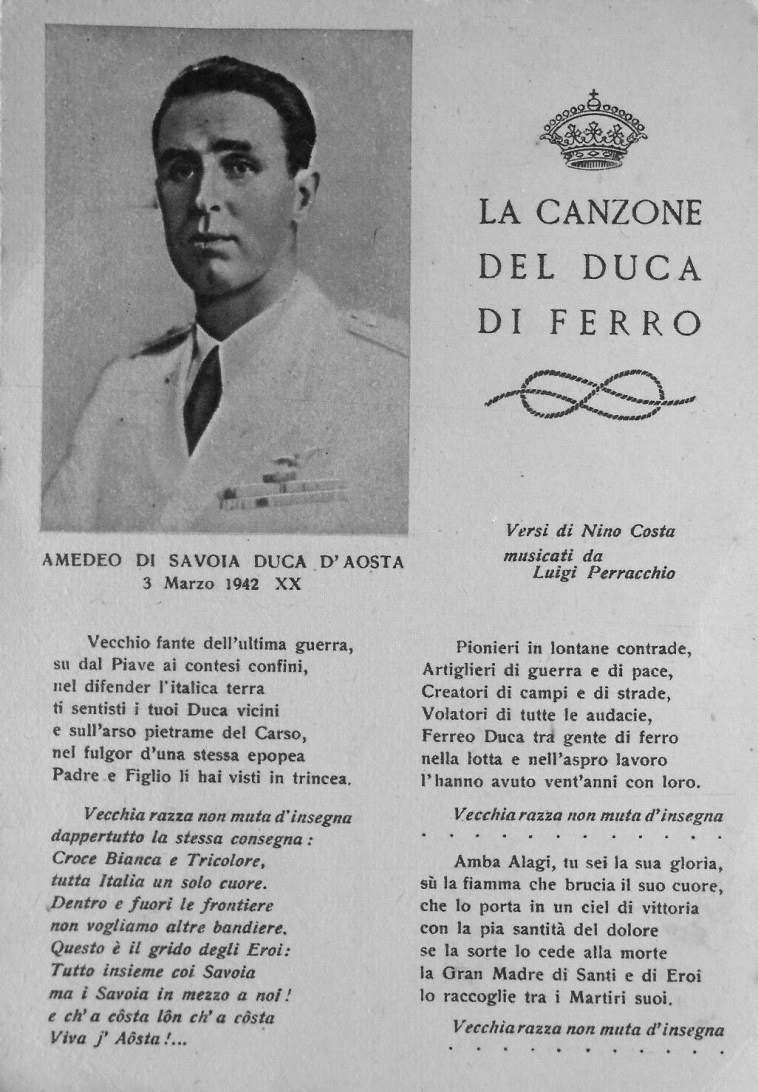 LA CANZONE
DEL DUCA
DI FERRO
Versi di Nino Costa
musicati da
Luigi Perracchio
AMEDEO DI SAVOIA DUCA D'AOSTA
3 Marzo 1942 XX
Vecchio fante dell'ultima guerra,
su dal Piave ai contesi confini,
nel difender l'italica terra
ti sentisti i tuoi Duca vicini
e sull'arso pietrame del Carso,
nel fulgor d'una stessa epopea
Padre e Figlio li hai visti in trincea.
Vecchia razza non muta d'insegna
dappertutto la stessa consegna :
Croce Bianca e Tricolore,
tutta Italia un solo cuore.
Dentro e fuori le frontiere
non vogliamo altre bandiere.
Questo è il grido degli Eroi:
Tutto insieme coi Savoia
ma i Savoia in mezzo a noi !
e ch' a côsta lôn ch' a côsta
Viva j' Aôsta !...
Pionieri in lontane contrade,
Artiglieri di guerra e di pace,
Creatori di campi e di strade,
Volatori di tutte le audacie,
Ferreo Duca tra gente di ferro
nella lotta e nell'aspro lavoro
l'hanno avuto vent'anni con loro.
Vecchia razza non muta d'insegna
. . . . . . . . . . . .
Amba Alagi, tu sei la sua gloria,
sù la fiamma che brucia il suo cuore,
che lo porta in un ciel di vittoria
con la pia santità del dolore
se la sorte lo cede alla morte
la Gran Madre di Santi e di Eroi
lo raccoglie tra i Martiri suoi.
Vecchia razza non muta d'insegna
. . . . . . . . . . .